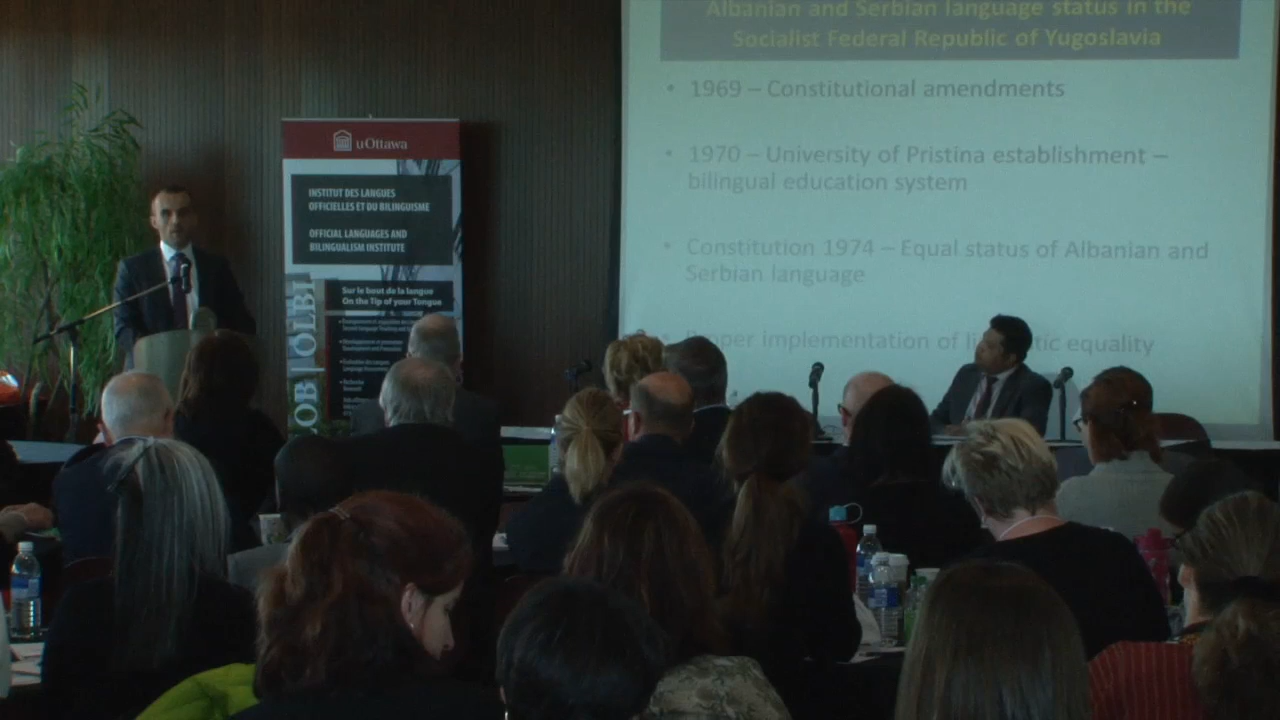 Albanian and Serbian language status in the
Socialist Federal Republic of Yugoslavia
• 1969 – Constitutional amendments
• 1970 – University of Pristina establishment –
bilingual education system
• Constitution 1974 – Equal status of Albanian and
Serbian language
implementation of equality
uOttawa
INSTITUT DES LANGUES
OFFICIELLES ET DU BILINGUISME
OFFICIAL LANGUAGES AND
BILINGUALISM INSTITUTE
Sur le bout de la langue
On the Tip of your Tongue
OLBI